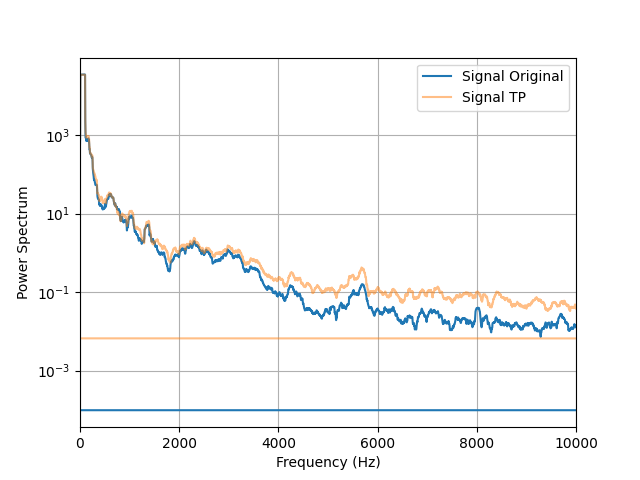 Signal Original
Signal TP
Power Spectrum
10³
10¹
10⁻¹
10⁻³
0 2000 4000 6000 8000 10000
Frequency (Hz)